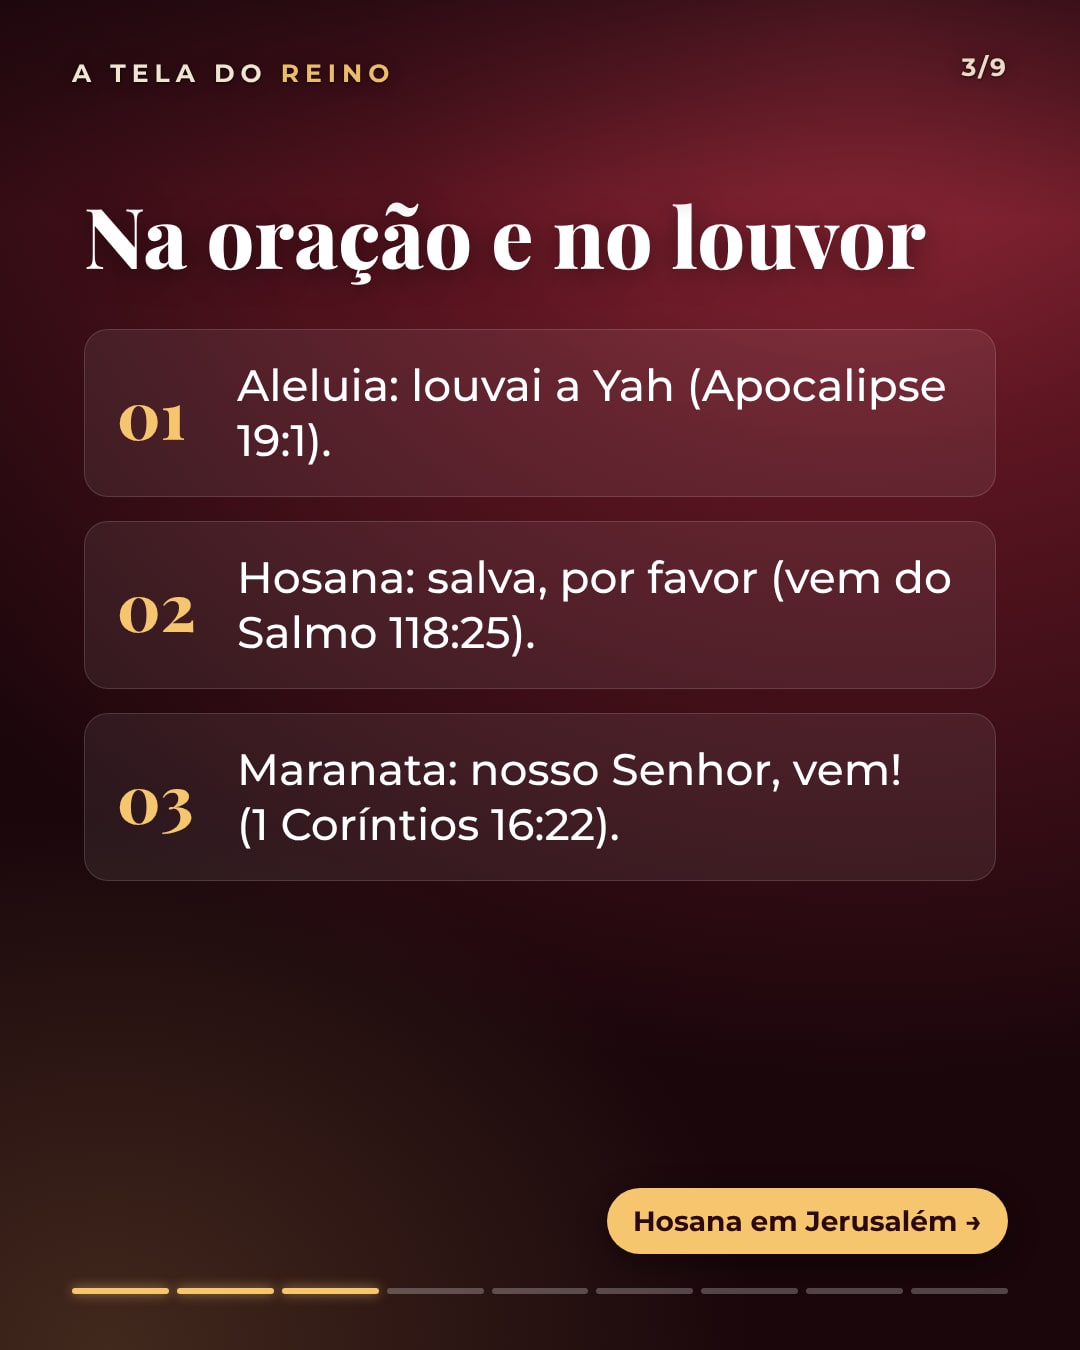 A TELA DO REINO
3/9
Na oração e no louvor
01
Aleluia: louvai a Yah (Apocalipse
19:1).
02
Hosana: salva, por favor (vem do
Salmo 118:25).
03
Maranata: nosso Senhor, vem!
(1 Coríntios 16:22).
Hosana em Jerusalém →